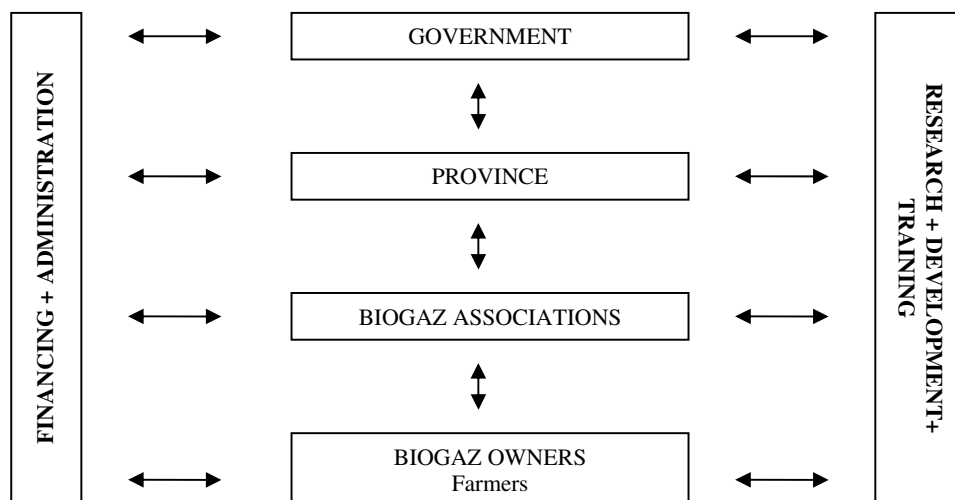 FINANCING + ADMINISTRATION
GOVERNMENT
PROVINCE
BIOGAZ ASSOCIATIONS
BIOGAZ OWNERS
Farmers
RESEARCH + DEVELOPMENT+
TRAINING